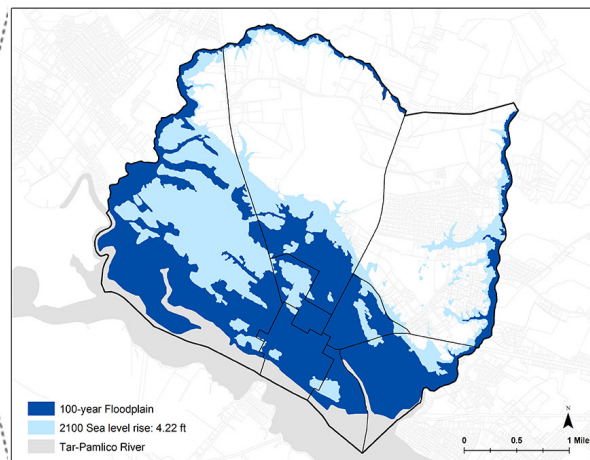 100-year Floodplain
2100 Sea level rise: 4.22 ft
Tar-Pamlico River
N
0 0.5 1 Mile